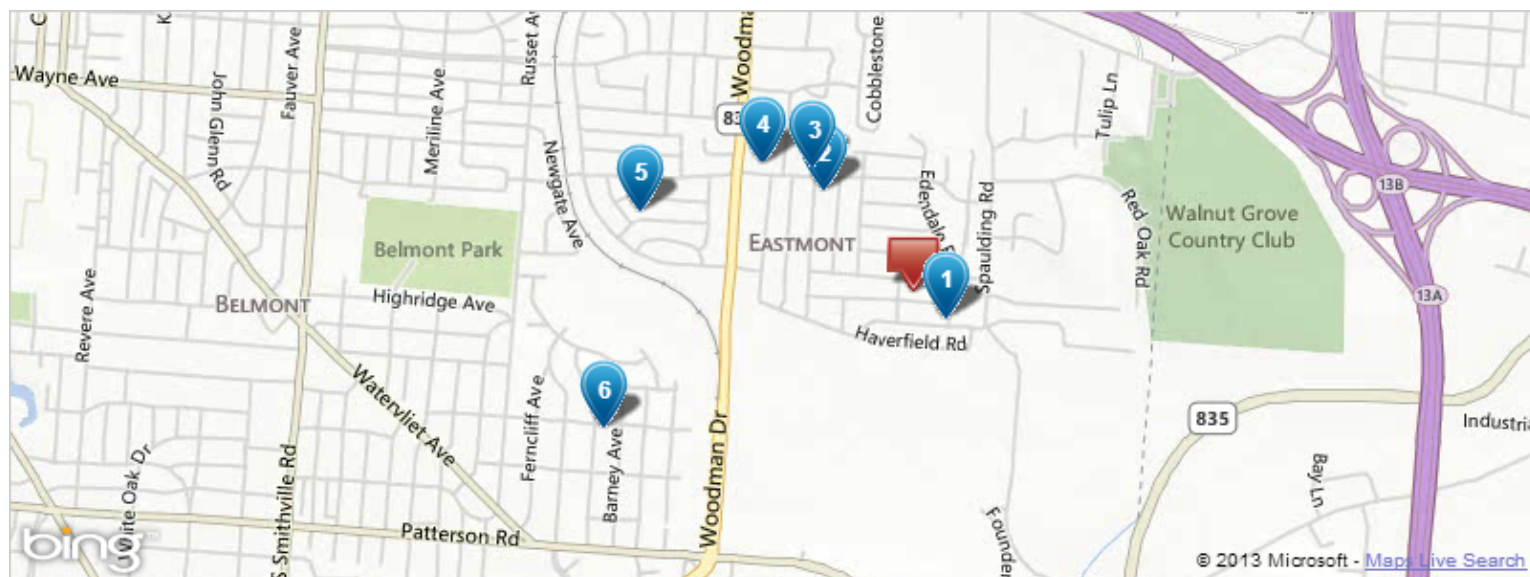 Wayne Ave
John Glenn Rd
Fauver Ave
Meriline Ave
Russet Av
Newgate Ave
Woodman
83
Cobblestone
Tulip Ln
4
3
2
5
Edendale
Spaulding Rd
Red Oak Rd
Walnut Grove
Country Club
13B
13A
EASTMONT
Belmont Park
BELMONT
Highridge Ave
Revere Ave
1
Haverfield Rd
6
Watervliet Ave
Ferncliff Ave
Barney Ave
Woodman Dr
835
Industria
Bay Ln
White Oak Dr
S Smithville Rd
Patterson Rd
Founder
bing™
© 2013 Microsoft - Maps Live Search